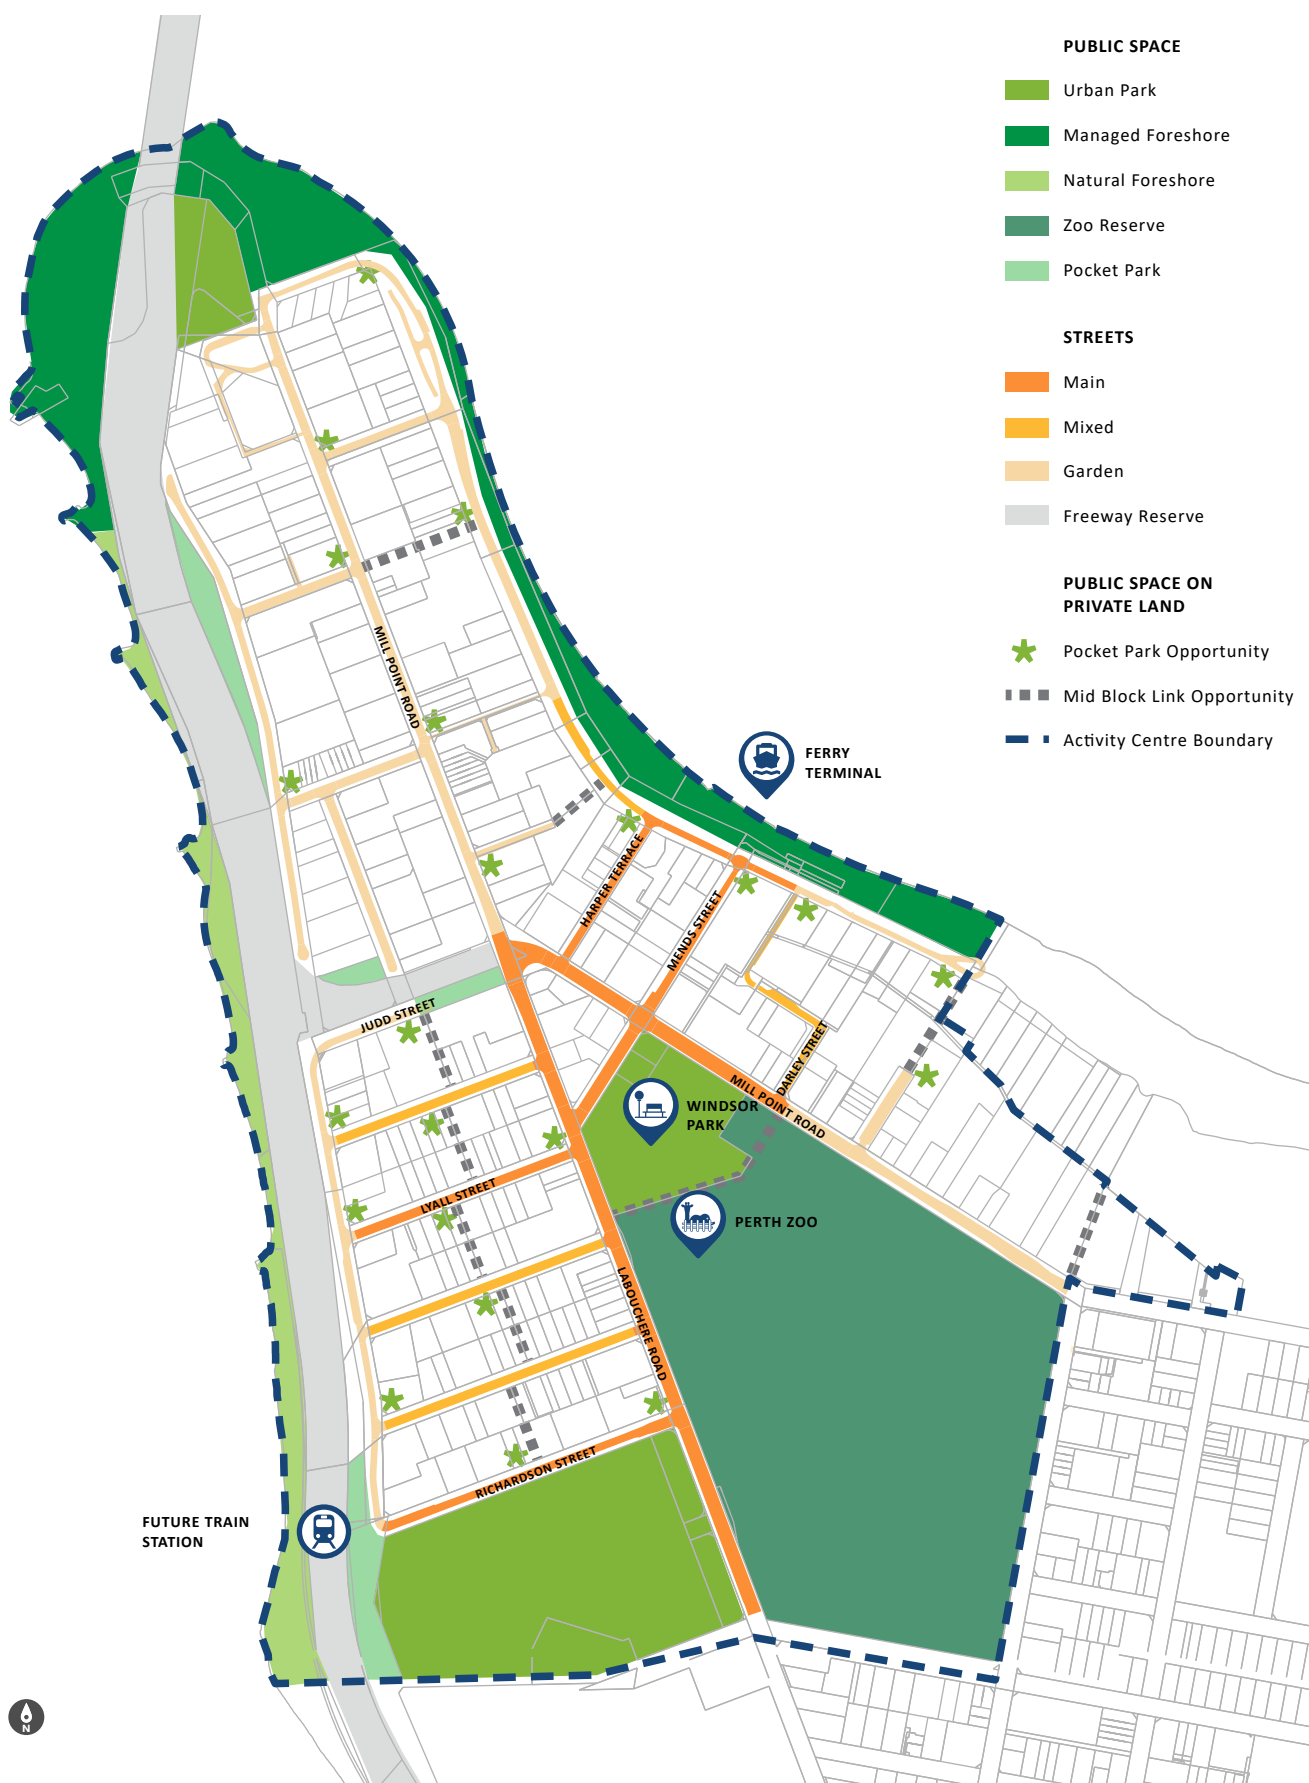 PUBLIC SPACE
Urban Park
Managed Foreshore
Natural Foreshore
Zoo Reserve
Pocket Park
STREETS
Main
Mixed
Garden
Freeway Reserve
PUBLIC SPACE ON
PRIVATE LAND
Pocket Park Opportunity
Mid Block Link Opportunity
Activity Centre Boundary
MILL POINT ROAD
FERRY
TERMINAL
HARPER TERRACE
MENDS STREET
JUDD STREET
DARLEY STREET
MILL POINT ROAD
WINDSOR
PARK
LYALL STREET
PERTH ZOO
LABOUCHERE ROAD
RICHARDSON STREET
FUTURE TRAIN
STATION
N